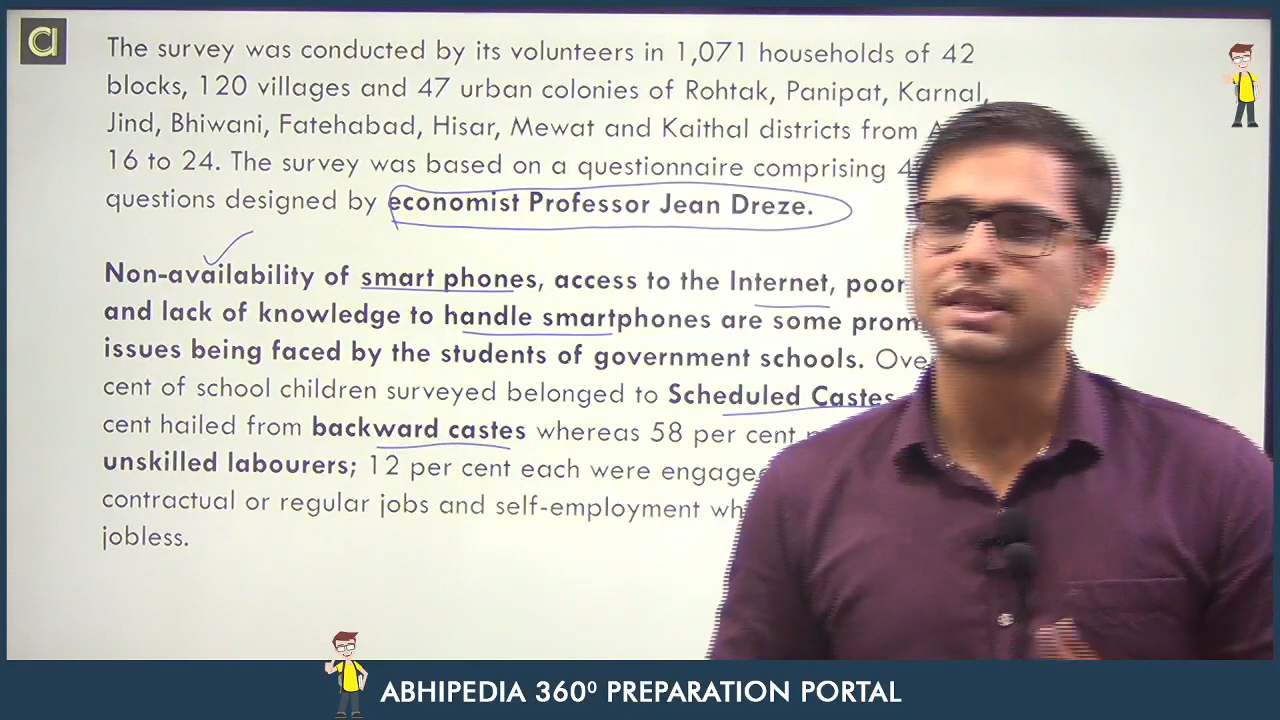 a
The survey was conducted by its volunteers in 1,071 households of 42
blocks, 120 villages and 47 urban colonies of Rohtak, Panipat, Karnal,
Jind, Bhiwani, Fatehabad, Hisar, Mewat and Kaithal districts from
16 to 24. The survey was based on a questionnaire comprising
questions designed by economist Professor Jean Dreze.
Non-availability of smart phones, access to the Internet, poor
and lack of knowledge to handle smartphones are some
issues being faced by the students of government schools.
cent of school children surveyed belonged to Scheduled Castes
cent hailed from backward castes whereas 58 per cent
unskilled labourers; 12 per cent each were
contractual or regular jobs and self-employment
jobless.
ABHIPEDIA 360⁰ PREPARATION PORTAL